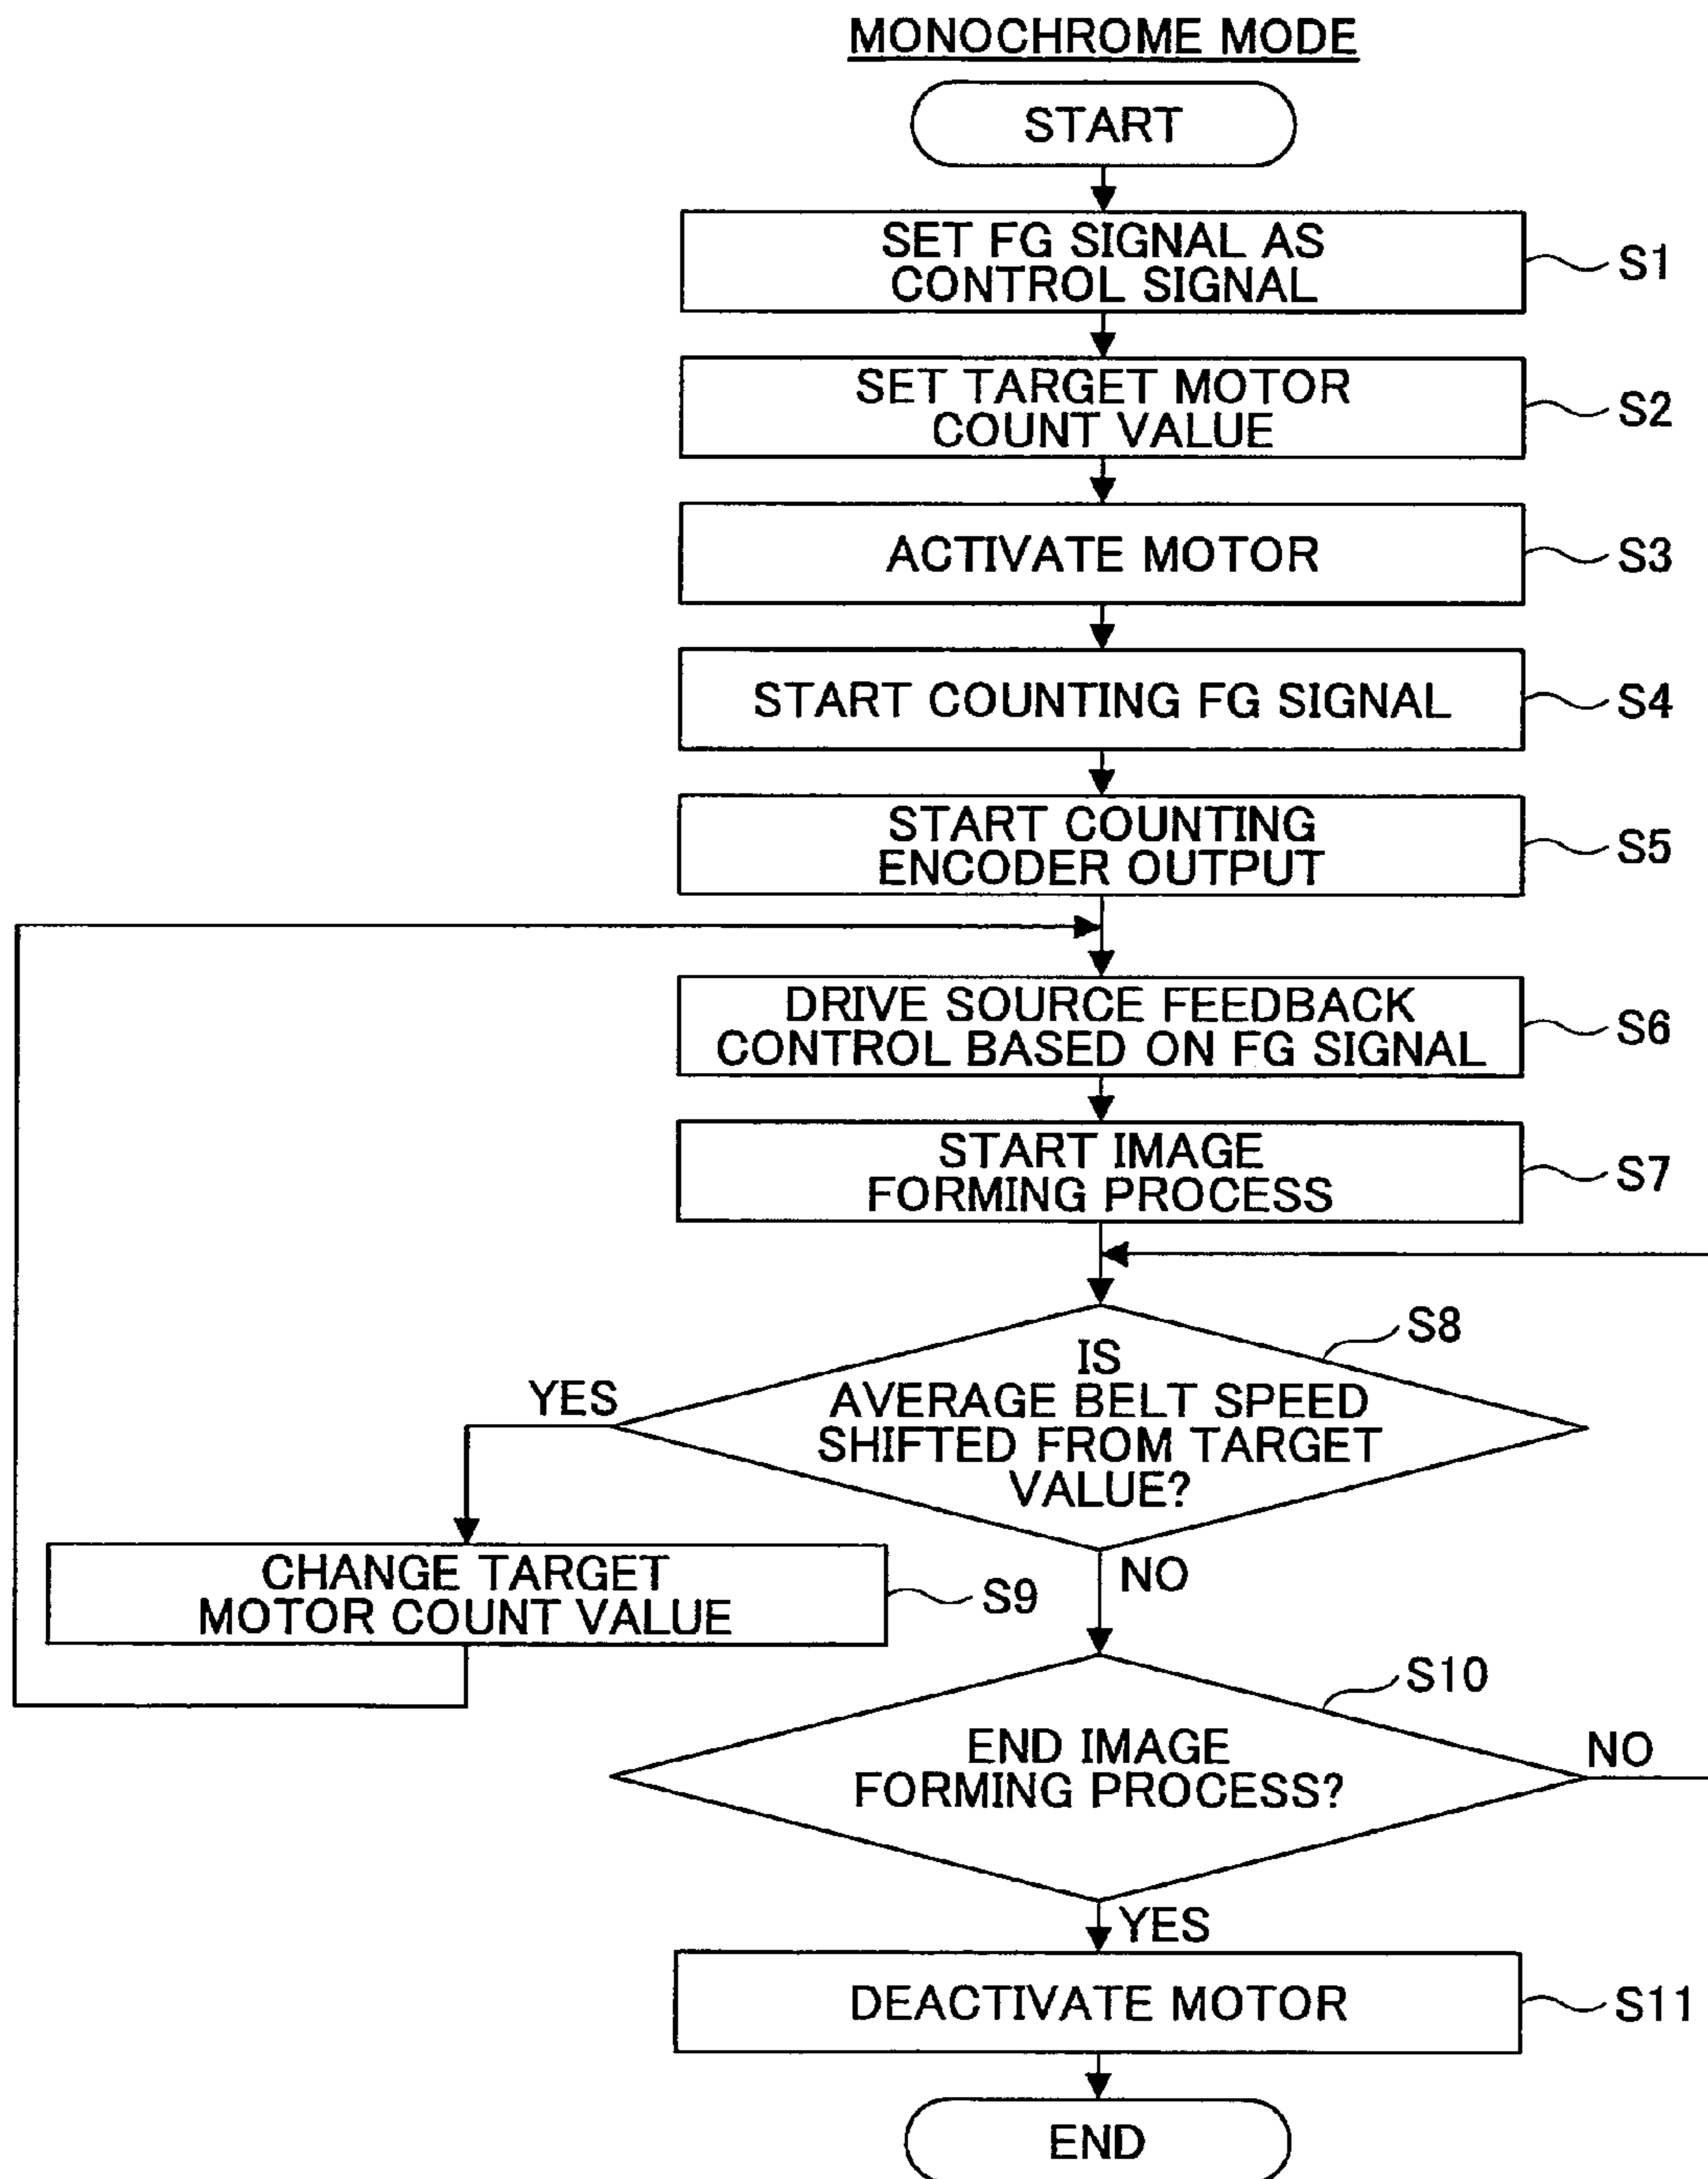 MONOCHROME MODE
START
SET FG SIGNAL AS
CONTROL SIGNAL
S1
SET TARGET MOTOR
COUNT VALUE
S2
ACTIVATE MOTOR
S3
START COUNTING FG SIGNAL
S4
START COUNTING
ENCODER OUTPUT
S5
DRIVE SOURCE FEEDBACK
CONTROL BASED ON FG SIGNAL
S6
START IMAGE
FORMING PROCESS
S7
S8
IS
AVERAGE BELT SPEED
SHIFTED FROM TARGET
VALUE?
YES
NO
CHANGE TARGET
MOTOR COUNT VALUE
S9
S10
END IMAGE
FORMING PROCESS?
NO
YES
DEACTIVATE MOTOR
S11
END